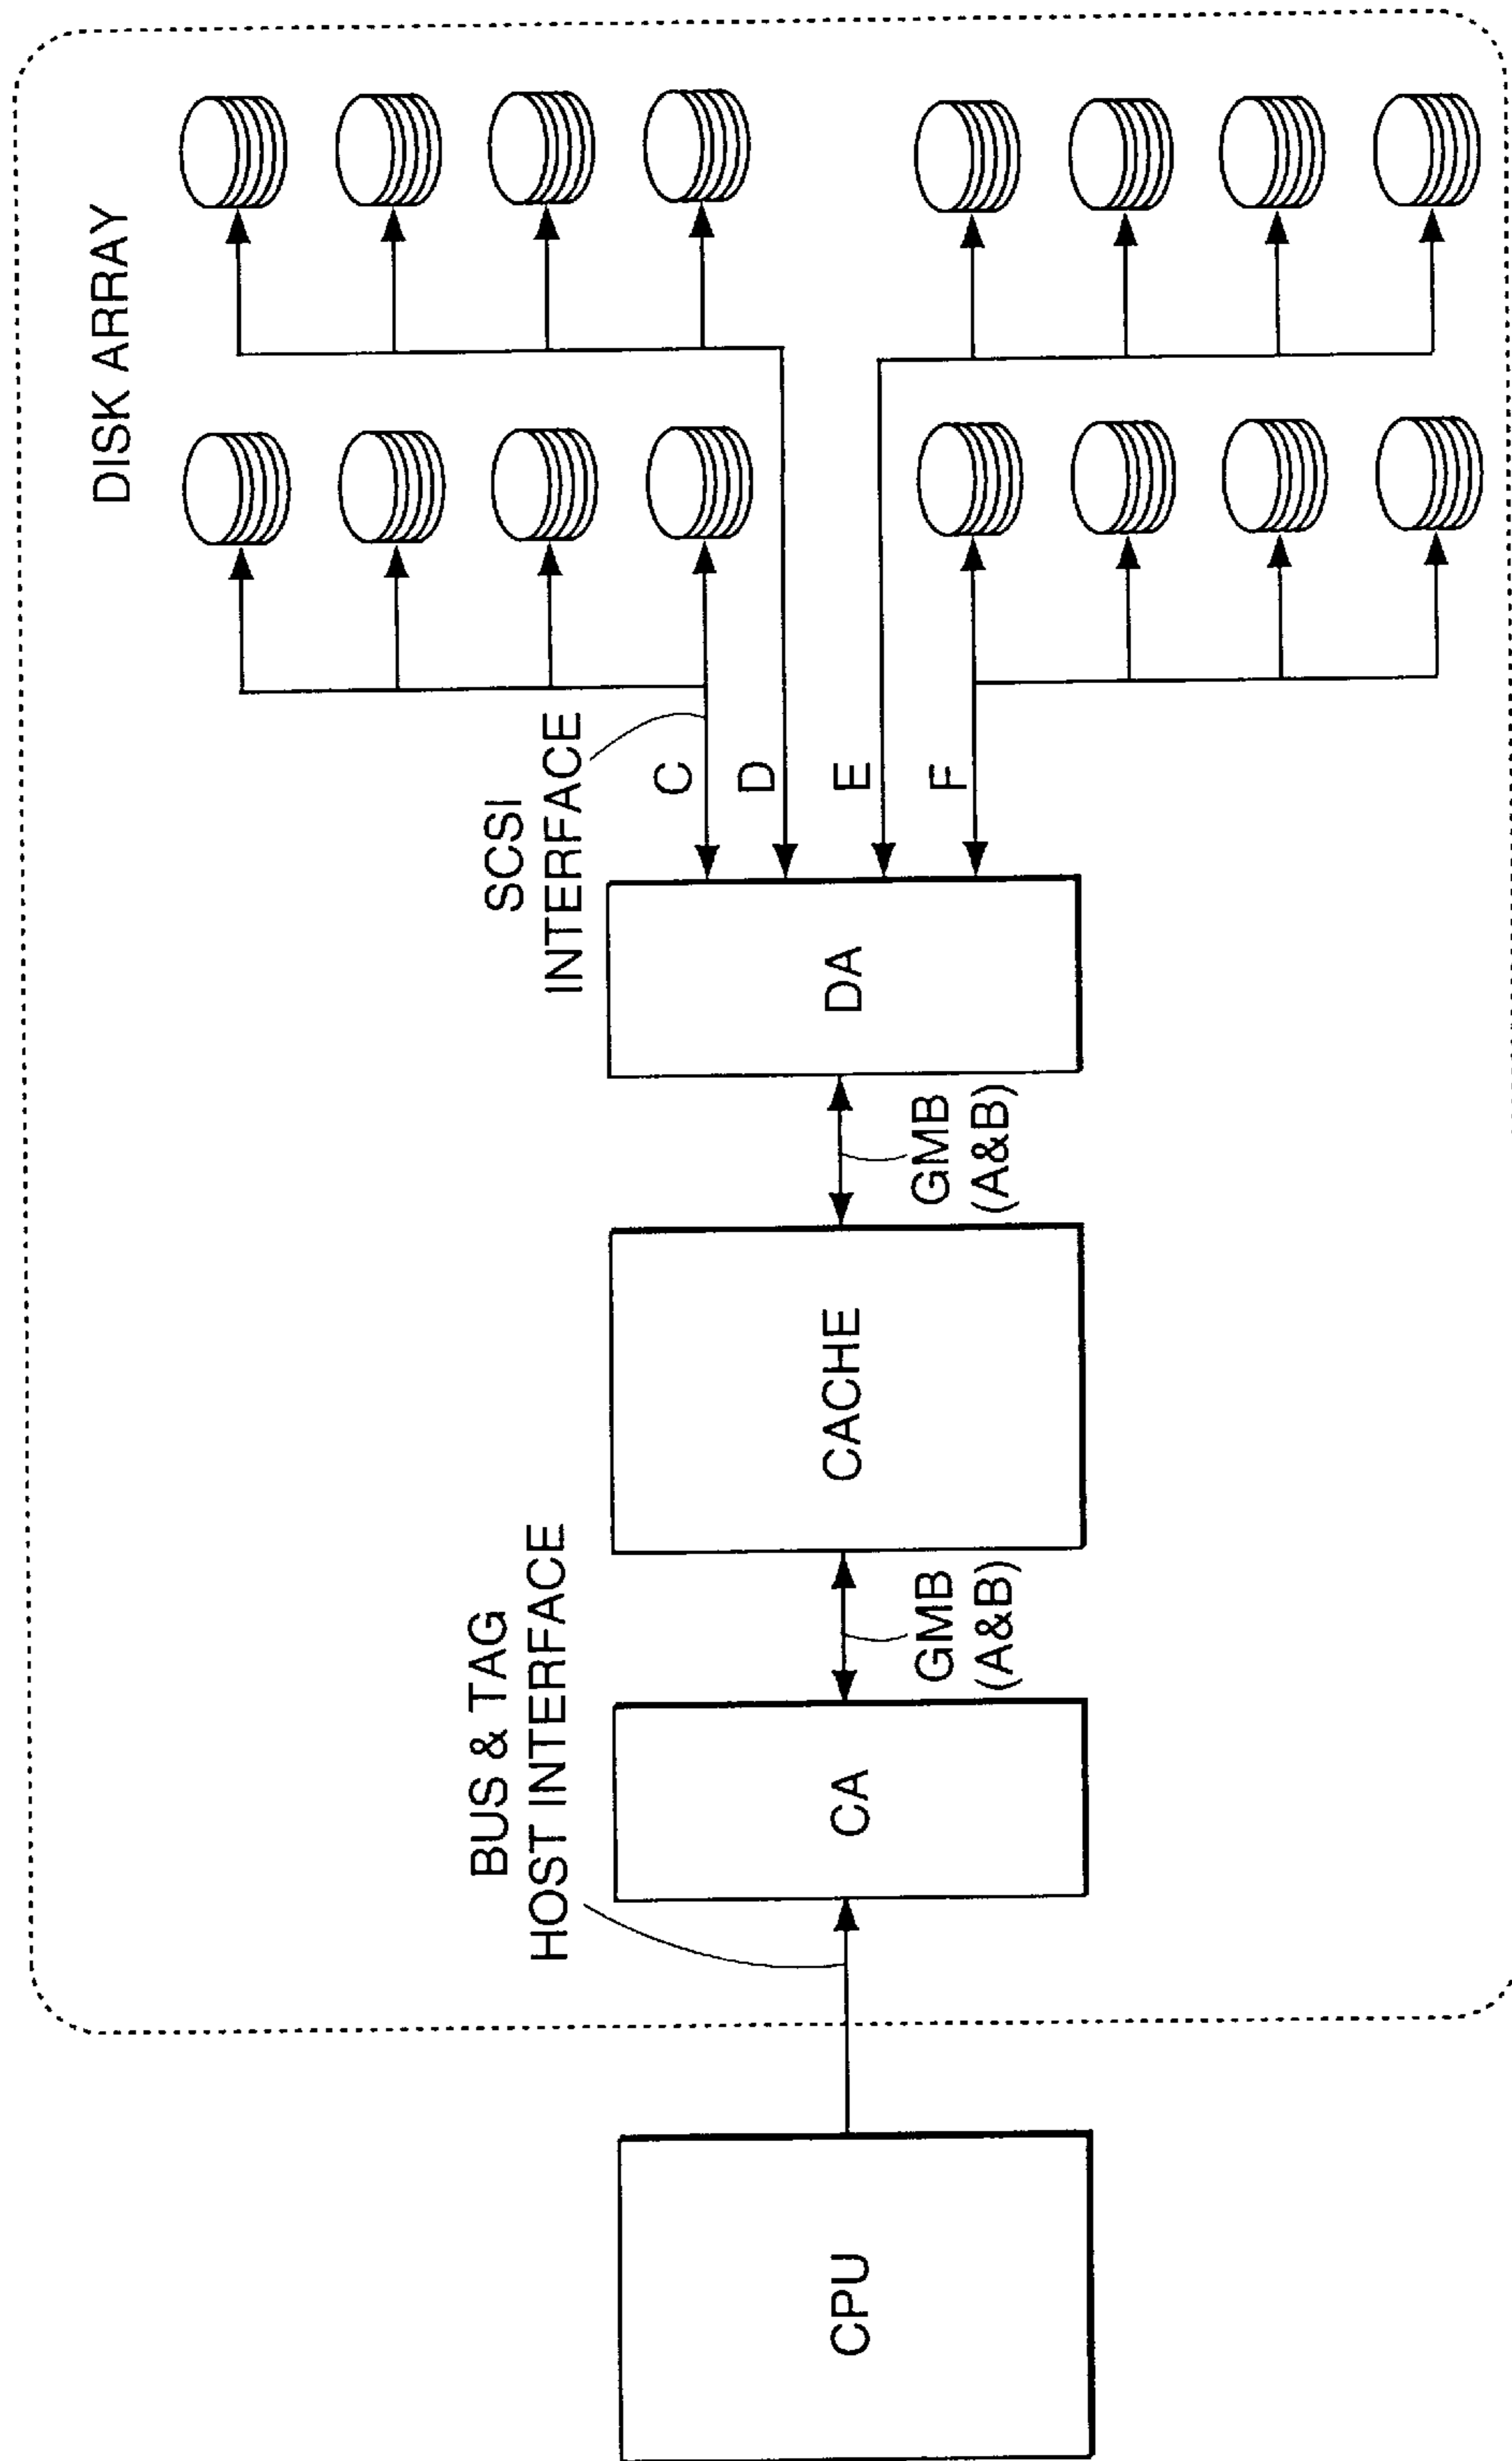 DISK ARRAY
SCSI
INTERFACE
C
D
E
F
DA
GMB
(A&B)
CACHE
BUS & TAG
HOST INTERFACE
GMB
(A&B)
CA
CPU